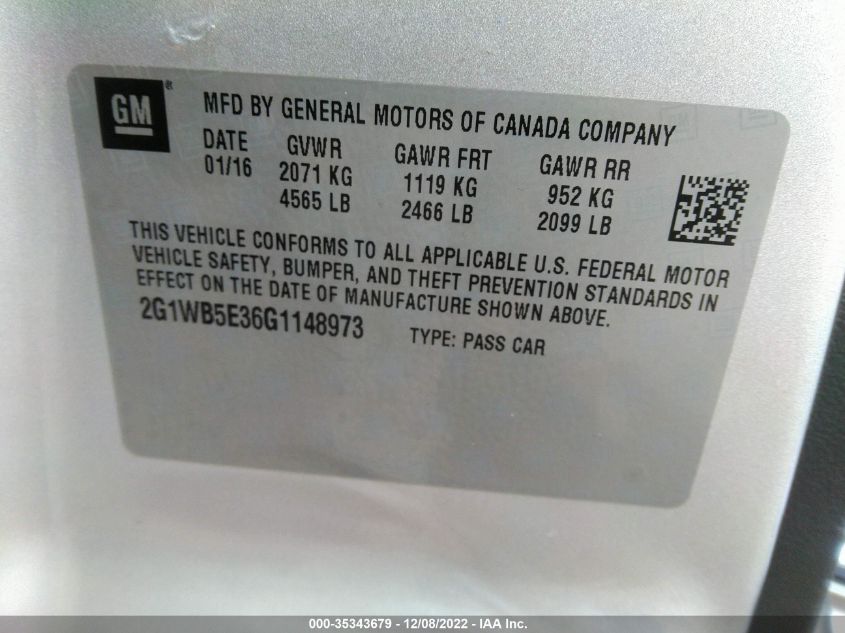 GM ®
MFD BY GENERAL MOTORS OF CANADA COMPANY
DATE GVWR GAWR FRT GAWR RR
01/16 2071 KG 1119 KG 952 KG
4565 LB 2466 LB 2099 LB
THIS VEHICLE CONFORMS TO ALL APPLICABLE U.S. FEDERAL MOTOR
VEHICLE SAFETY, BUMPER, AND THEFT PREVENTION STANDARDS IN
EFFECT ON THE DATE OF MANUFACTURE SHOWN ABOVE.
2G1WB5E36G1148973 TYPE: PASS CAR
000-35343679 - 12/08/2022 - IAA Inc.